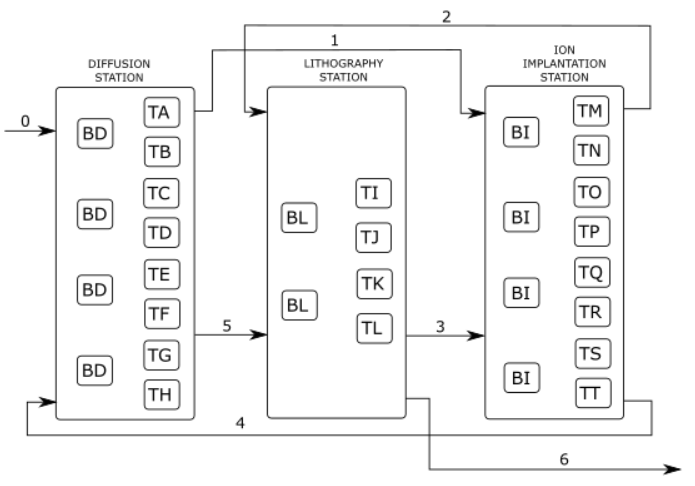 2
1
DIFFUSION
STATION
LITHOGRAPHY
STATION
ION
IMPLANTATION
STATION
0
BD
TA
TB
BD
TC
TD
BD
TE
TF
BD
TG
TH
BL
TI
TJ
BL
TK
TL
BI
TM
TN
BI
TO
TP
BI
TQ
TR
BI
TS
TT
5
3
4
6